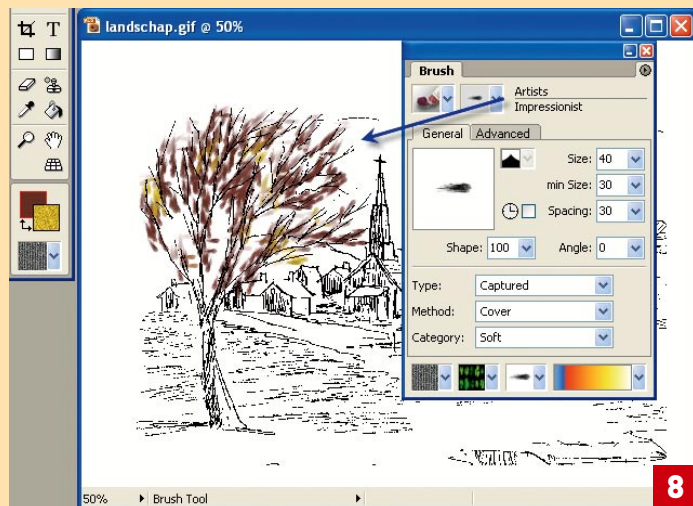 T
landschap.gif @ 50%
Brush
Artists
Impressionist
General Advanced
Size: 40
min Size: 30
Spacing: 30
Shape: 100 Angle: 0
Type: Captured
Method: Cover
Category: Soft
50% Brush Tool
8